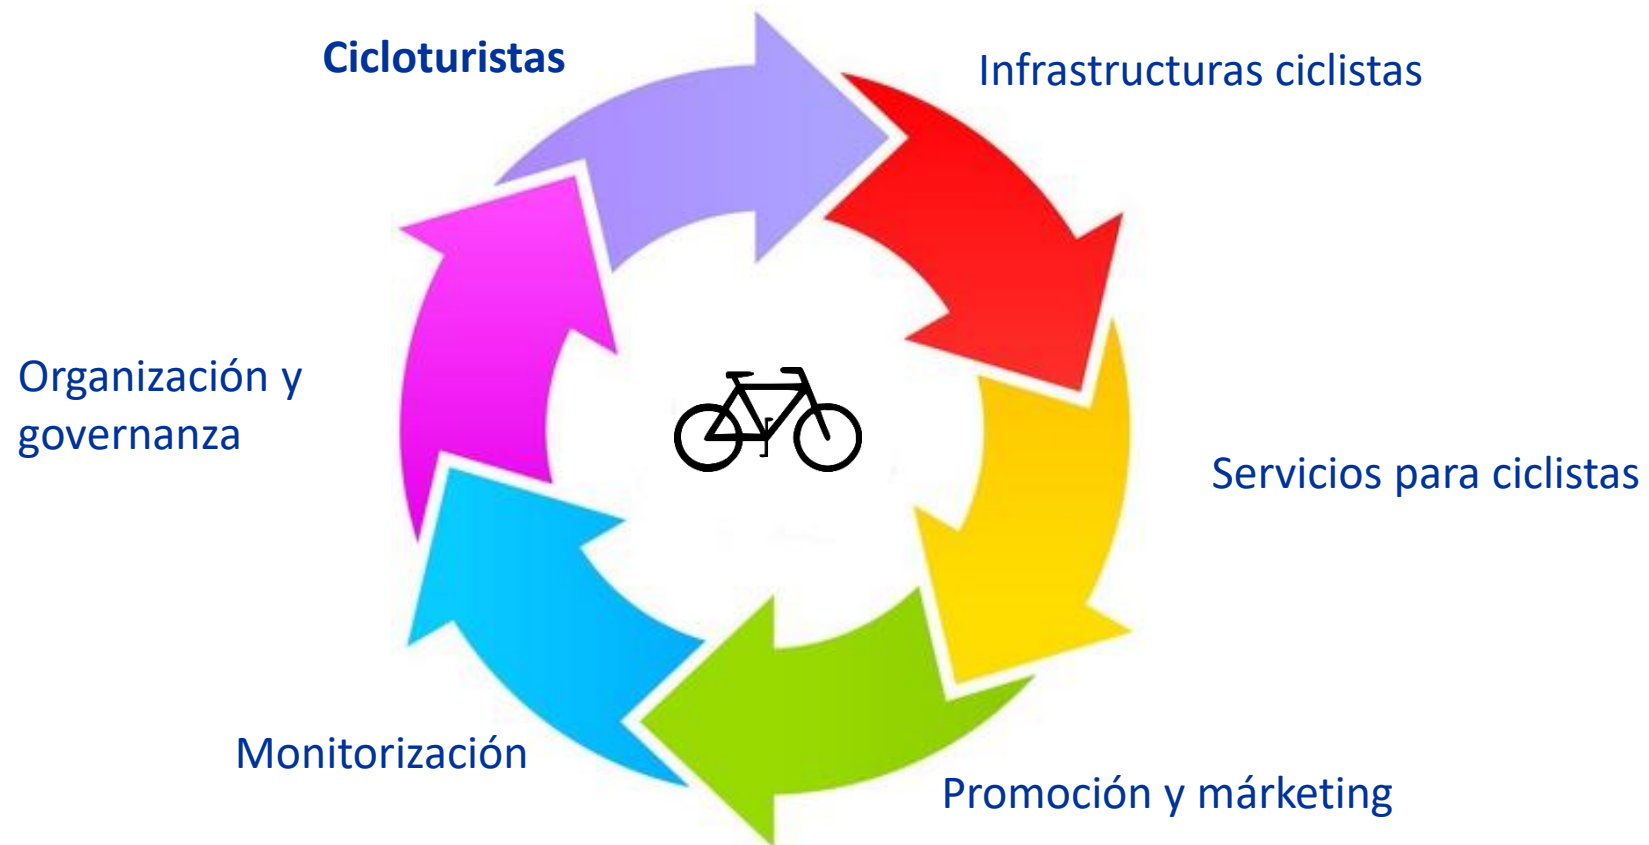 Cicloturistas
Infrastructuras ciclistas
Servicios para ciclistas
Promoción y márketing
Monitorización
Organización y
governanza